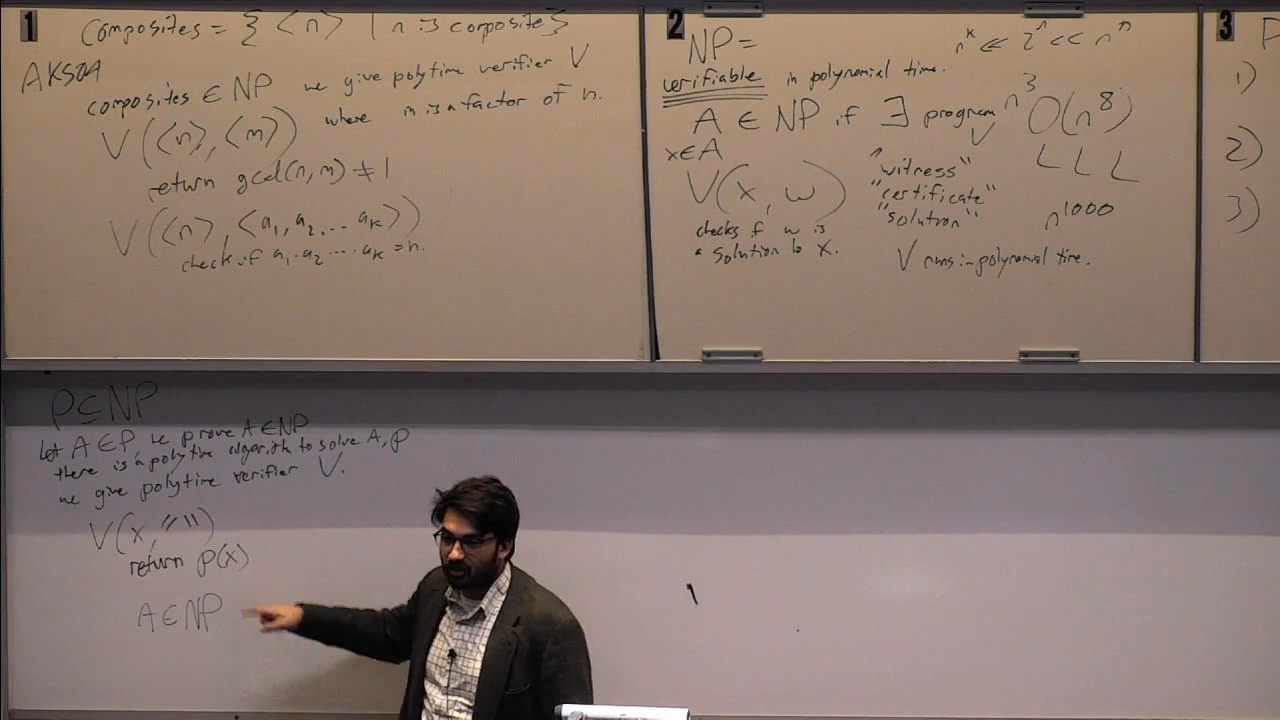 1
Composites = { <n> | n is composite}
AKS04
composites ∈ NP we give polytime verifier V
where m is a factor of n.
V(<n>, <m>)
return gcd(n,m) ≠ 1
V(<n>, <a₁, a₂, ... aₖ>)
check if a₁·a₂ ···· aₖ = n.
2
NP =
verifiable in polynomial time.
n^k << 2^n << n^n
A ∈ NP if ∃ program V
n^3 O(n^8)
x∈A
V(x, w)
checks if w is
a solution to x.
"witness"
"certificate"
"solution"
L L L
n^1000
V runs in polynomial time.
3
1)
2)
3)
P ⊆ NP
Let A ∈ P, we prove A ∈ NP
there is a polytime algorithm to solve A, P
we give polytime verifier V.
V(x, "")
return P(x)
A ∈ NP